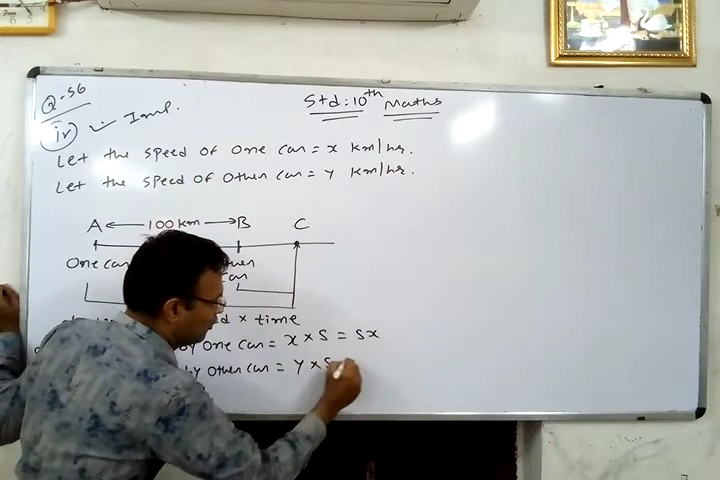 Q-56
Std: 10th Maths
iv) Imp.
Let the speed of one car = x km/hr.
Let the speed of other car = y km/hr.
A 100 km B C
One car
car
× time
by one car = x × 5 = 5x
by other car = y × 5